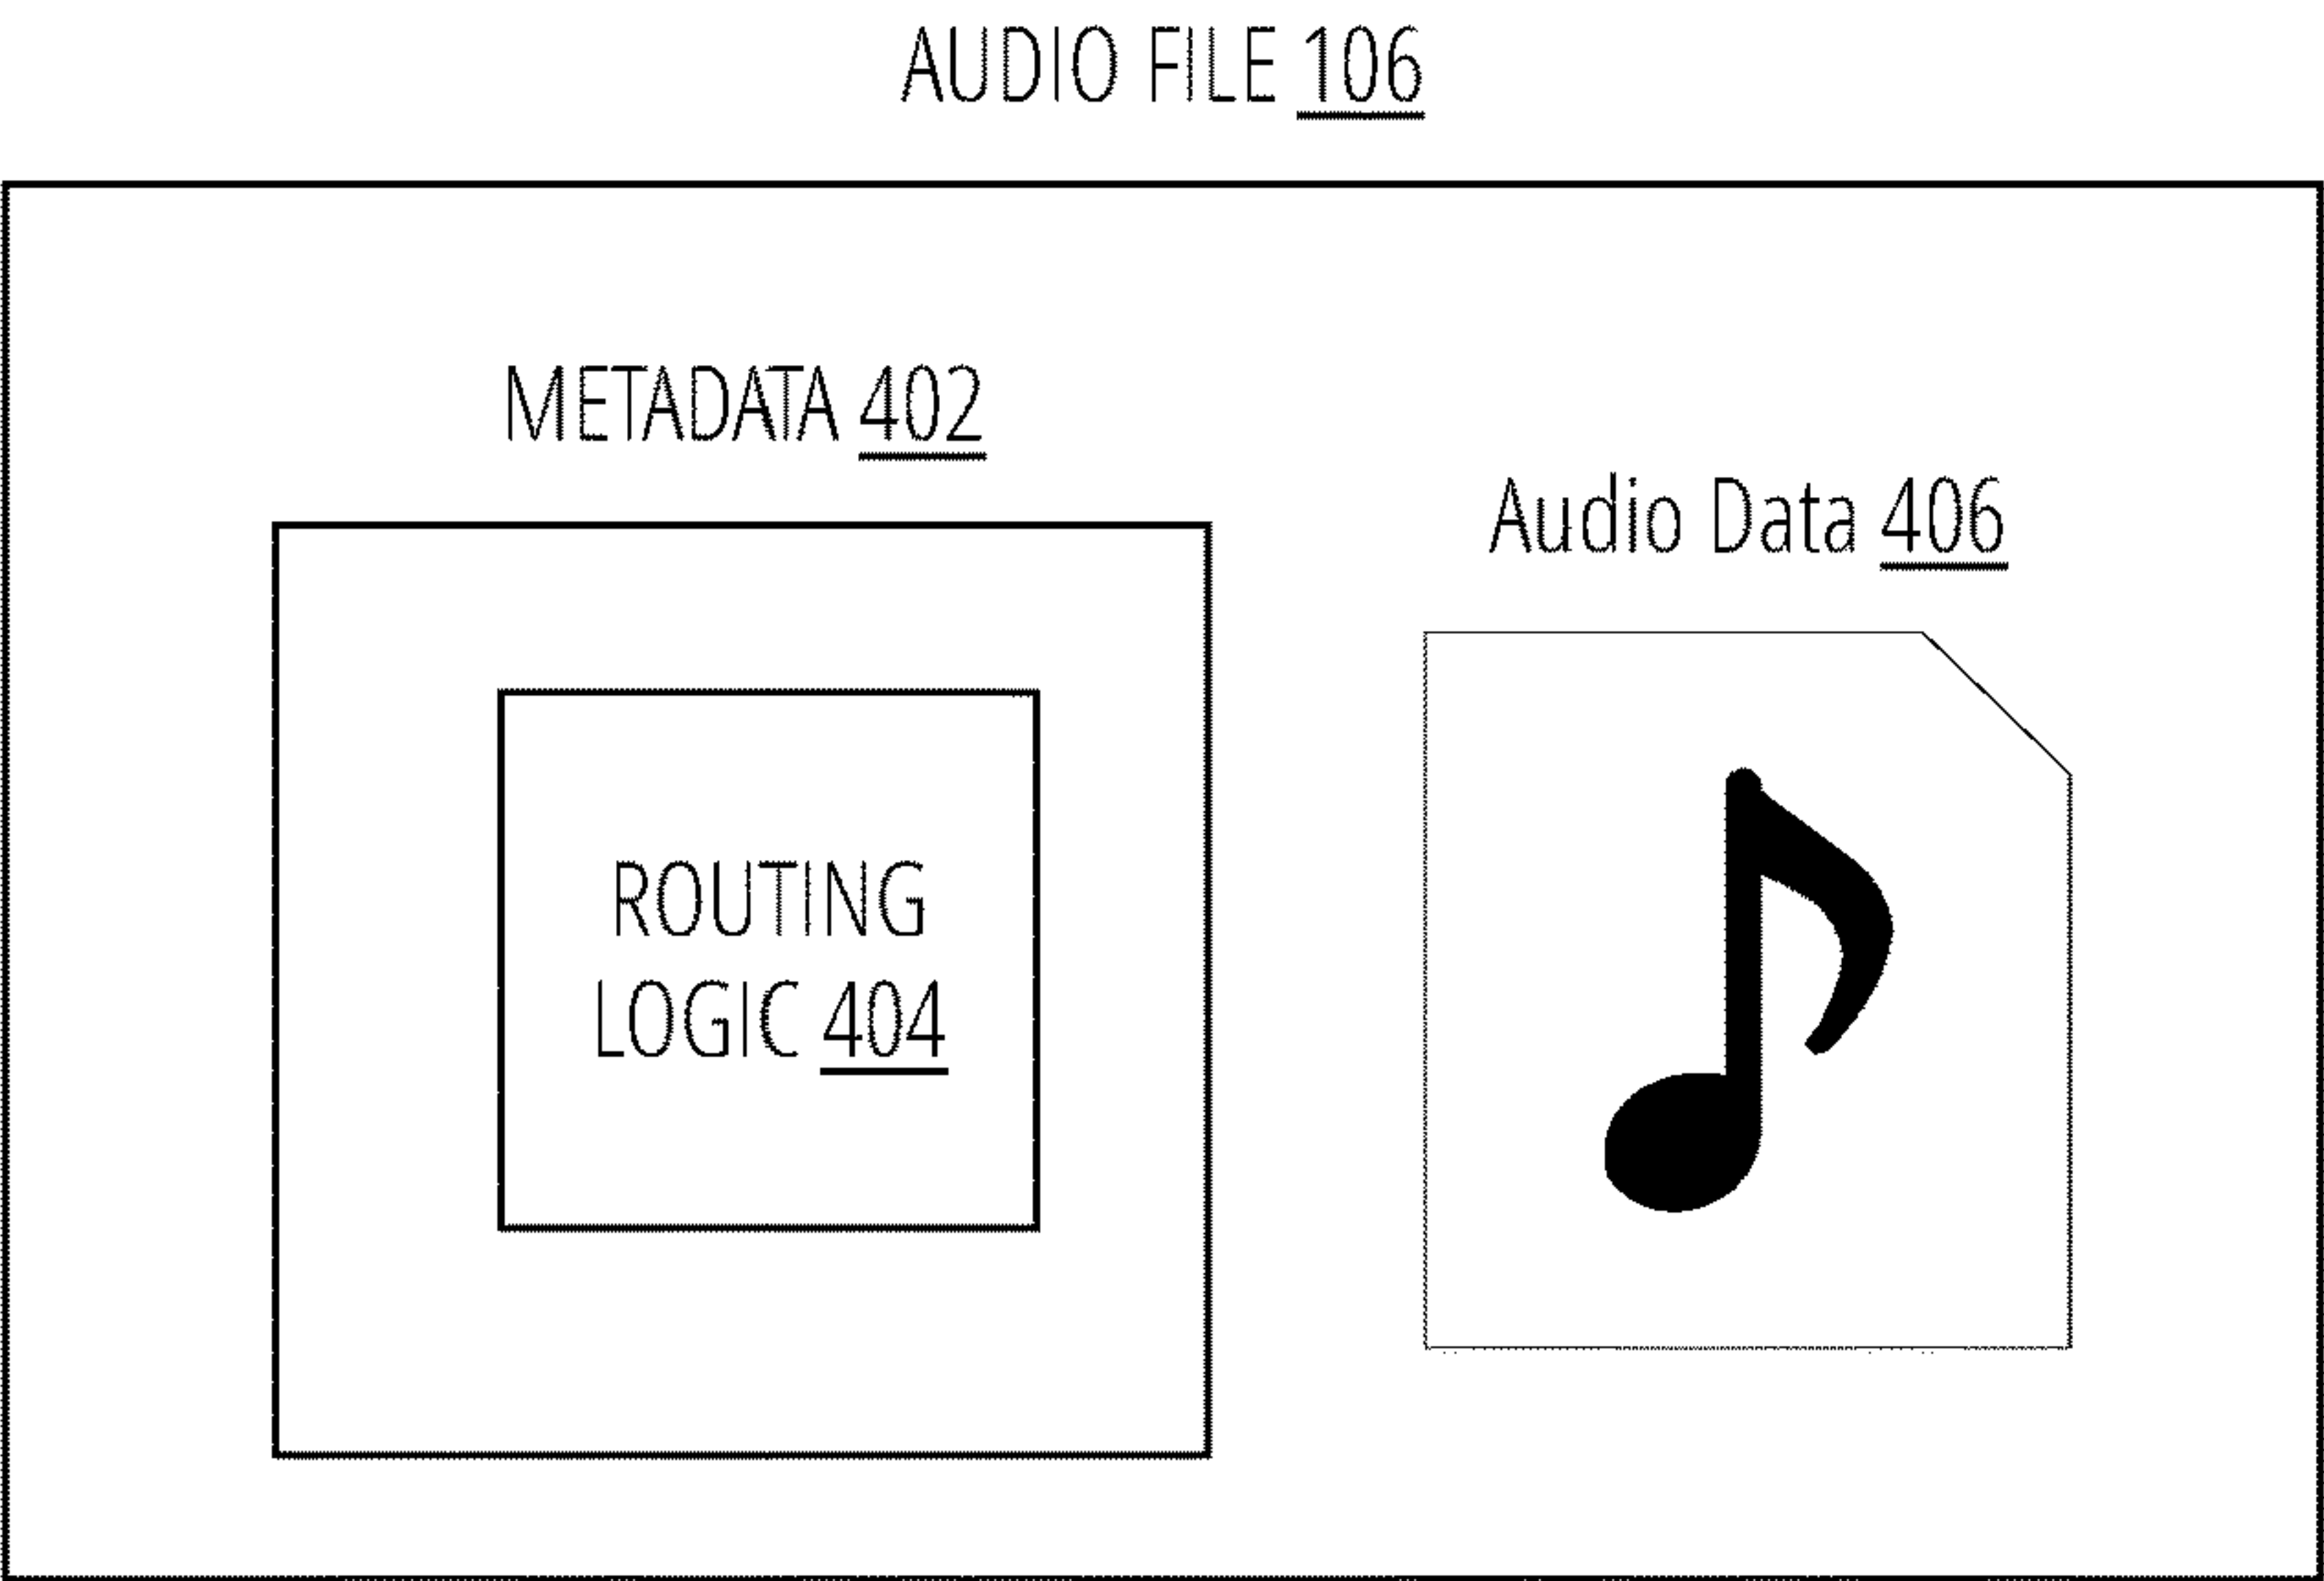 AUDIO FILE 106
METADATA 402
Audio Data 406
ROUTING
LOGIC 404